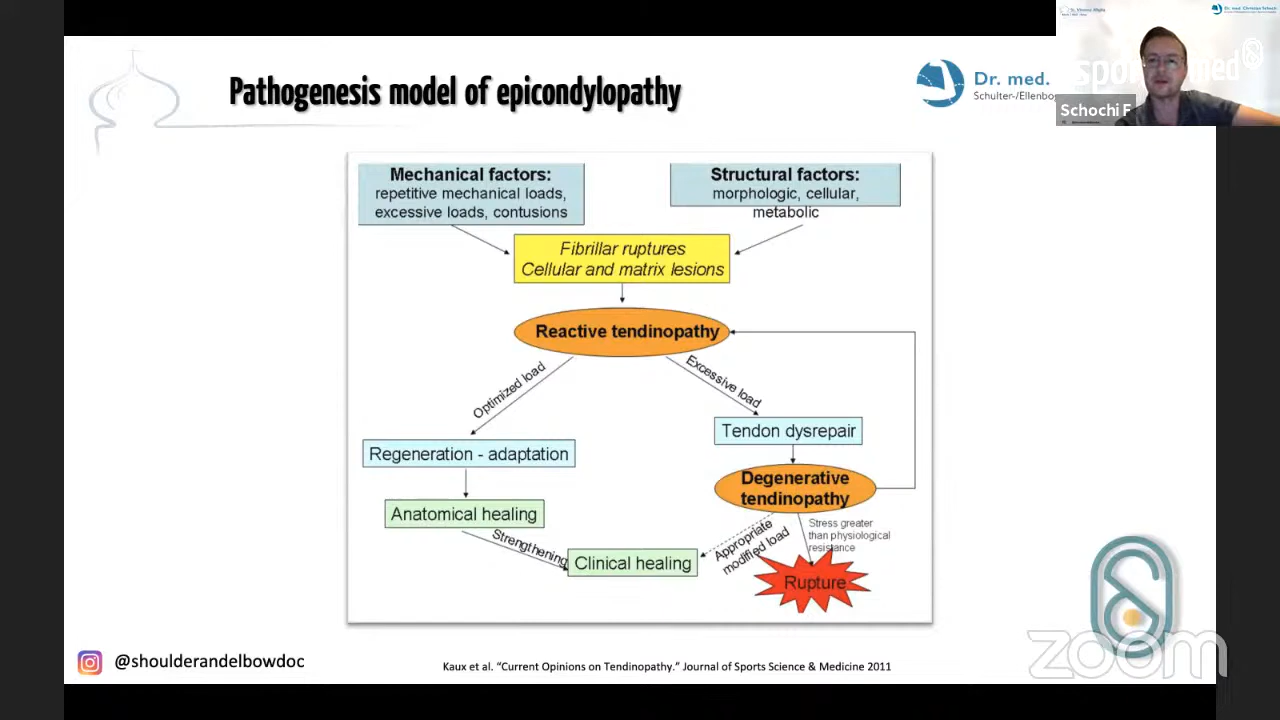 Pathogenesis model of epicondylopathy
Dr. med.
Schulter-/Ellenbo
Schochi F
Mechanical factors:
repetitive mechanical loads,
excessive loads, contusions
Structural factors:
morphologic, cellular,
metabolic
Fibrillar ruptures
Cellular and matrix lesions
Reactive tendinopathy
Optimized load
Excessive load
Regeneration - adaptation
Tendon dysrepair
Anatomical healing
Degenerative
tendinopathy
Strengthening
Clinical healing
Appropriate
modified load
Stress greater
than physiological
resistance
Rupture
@shoulderandelbowdoc
Kaux et al. “Current Opinions on Tendinopathy.” Journal of Sports Science & Medicine 2011
zoom